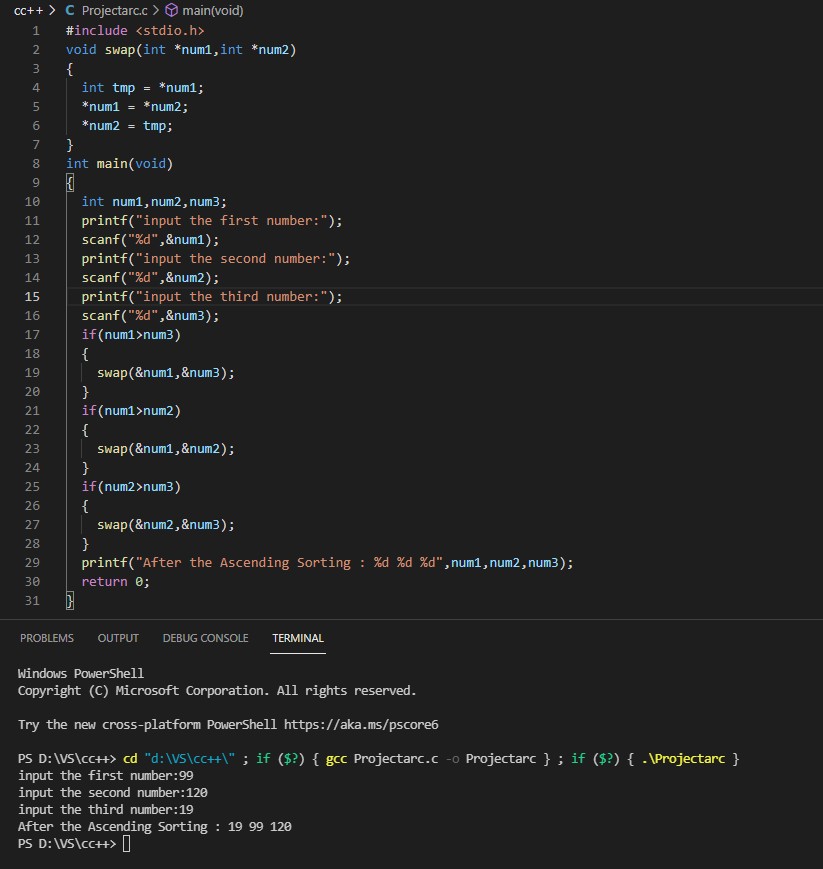 cc++ > C Projectarc.c > main(void)
1 #include <stdio.h>
2 void swap(int *num1,int *num2)
3 {
4   int tmp = *num1;
5   *num1 = *num2;
6   *num2 = tmp;
7 }
8 int main(void)
9 {
10   int num1,num2,num3;
11   printf("input the first number:");
12   scanf("%d",&num1);
13   printf("input the second number:");
14   scanf("%d",&num2);
15   printf("input the third number:");
16   scanf("%d",&num3);
17   if(num1>num3)
18   {
19     swap(&num1,&num3);
20   }
21   if(num1>num2)
22   {
23     swap(&num1,&num2);
24   }
25   if(num2>num3)
26   {
27     swap(&num2,&num3);
28   }
29   printf("After the Ascending Sorting : %d %d %d",num1,num2,num3);
30   return 0;
31 }
PROBLEMS OUTPUT DEBUG CONSOLE TERMINAL
Windows PowerShell
Copyright (C) Microsoft Corporation. All rights reserved.
Try the new cross-platform PowerShell https://aka.ms/pscore6
PS D:\VS\cc++> cd "d:\VS\cc++\" ; if ($?) { gcc Projectarc.c -o Projectarc } ; if ($?) { .\Projectarc }
input the first number:99
input the second number:120
input the third number:19
After the Ascending Sorting : 19 99 120
PS D:\VS\cc++>